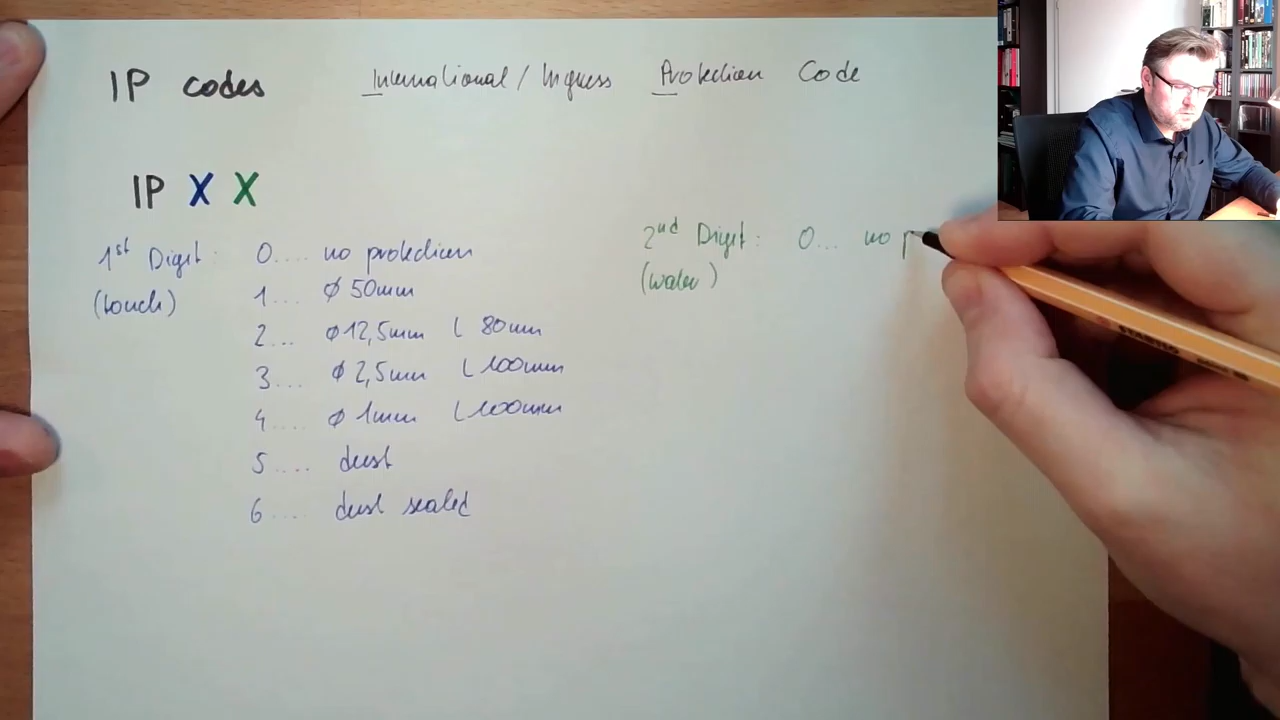 IP codes International / Ingress Protection Code
IP X X
1st Digit: 0.... no protection
(touch) 1... ϕ 50mm
2... ϕ 12,5mm L 80mm
3... ϕ 2,5mm L 100mm
4.... ϕ 1mm L 100mm
5.... dust
6.... dust sealed
2nd Digit: 0... no p
(water)